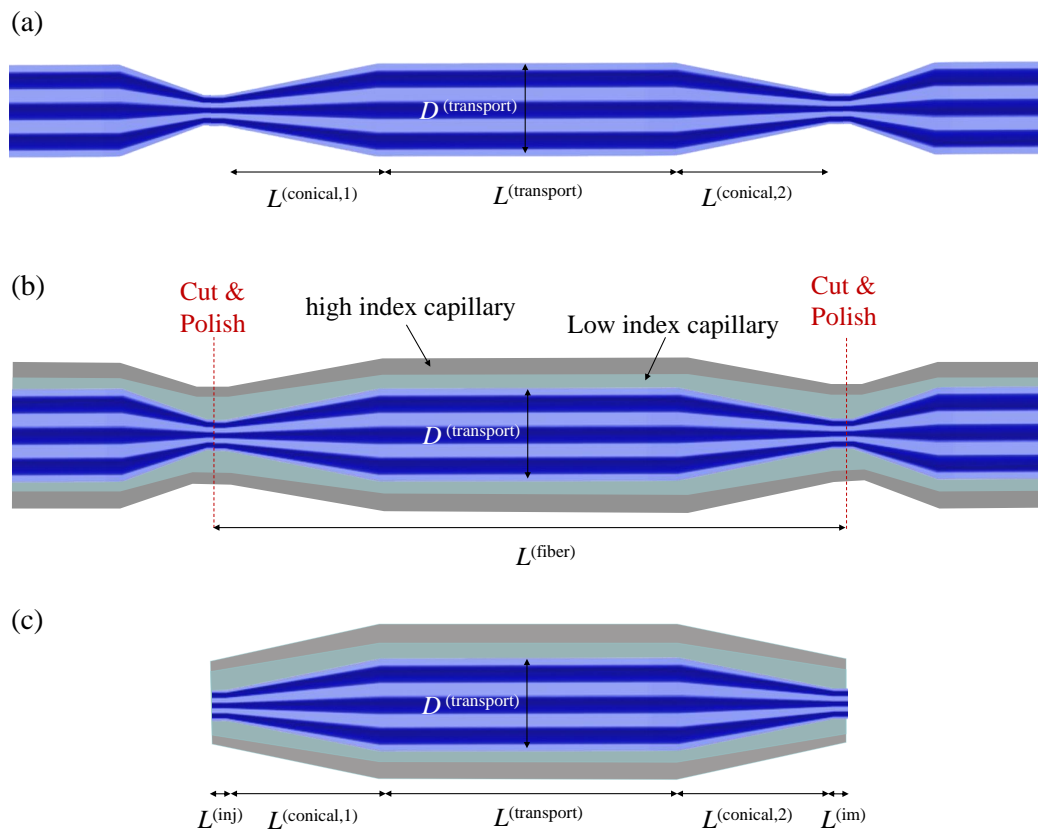 (a)
D (transport)
L(conical,1)
L(transport)
L(conical,2)
(b)
Cut &
Polish
high index capillary
Low index capillary
Cut &
Polish
D (transport)
L(fiber)
(c)
D (transport)
L(inj)
L(conical,1)
L(transport)
L(conical,2)
L(im)